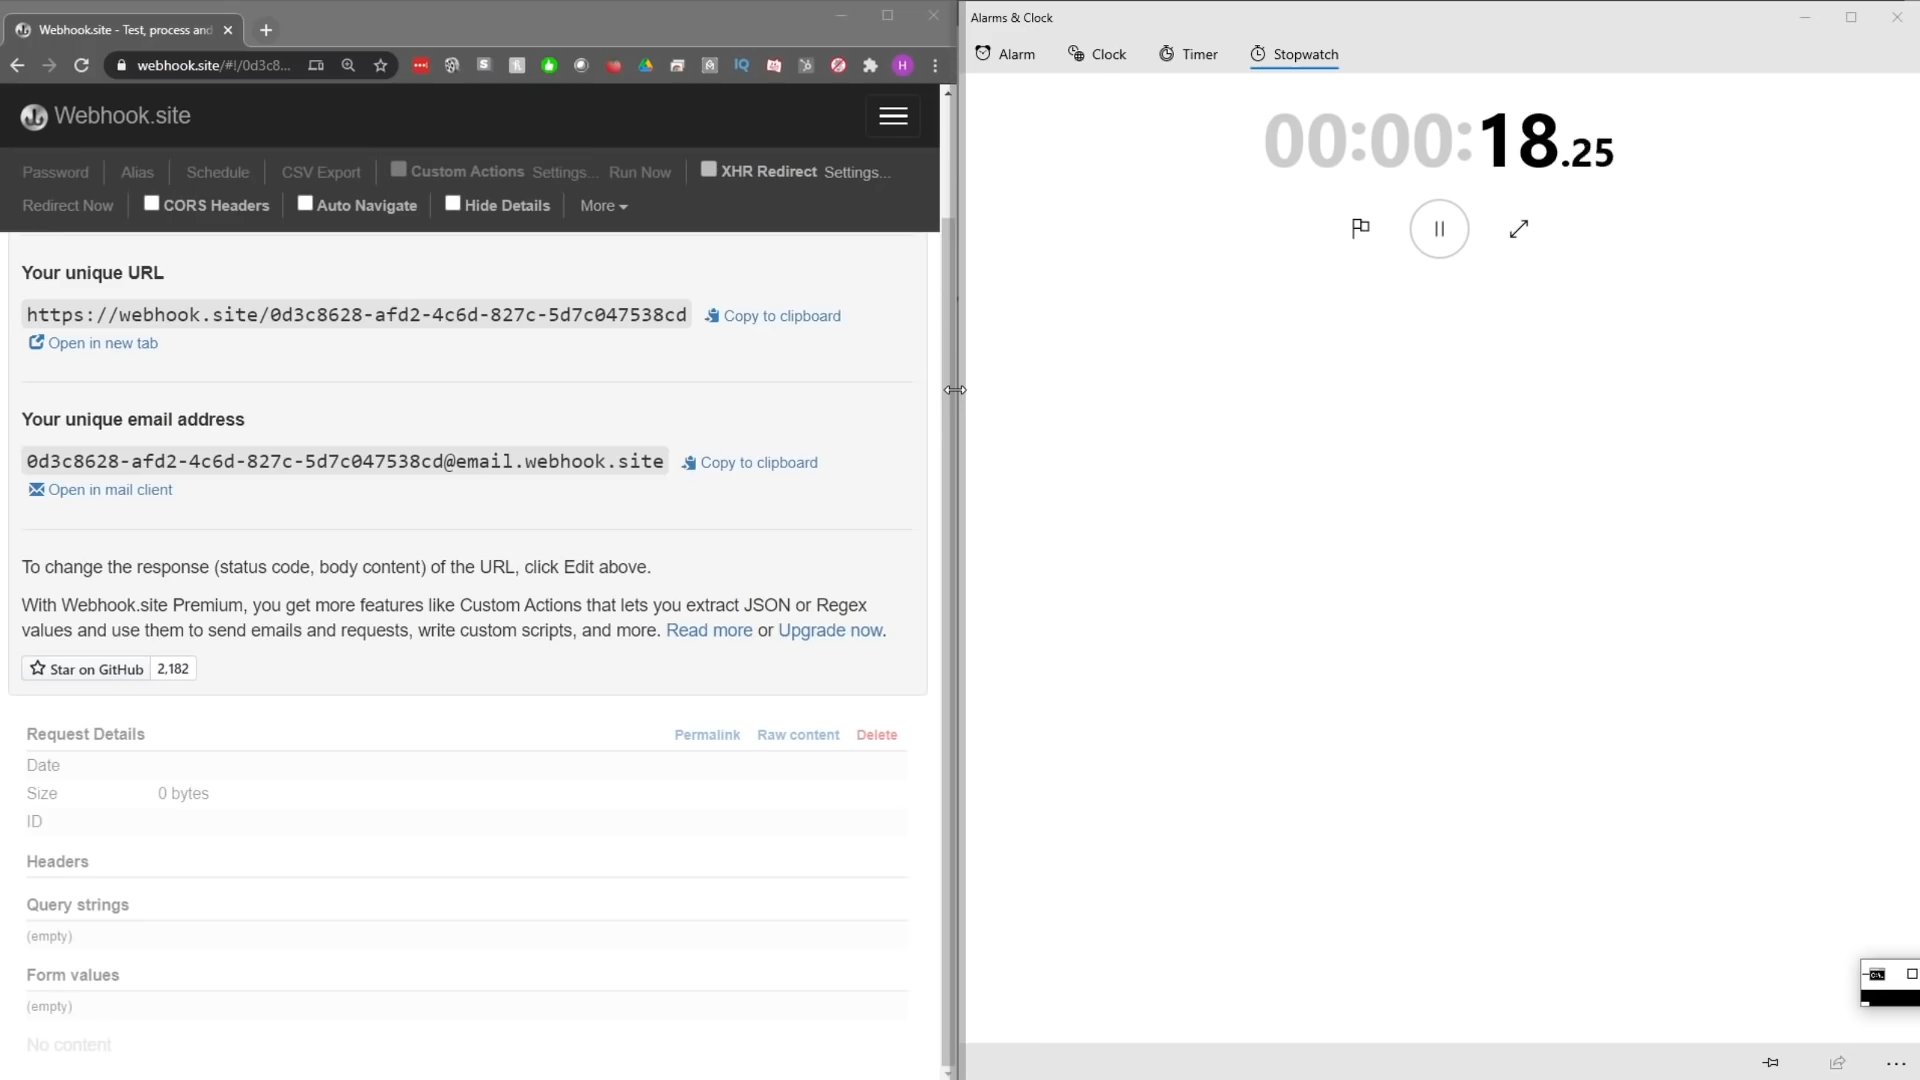 Webhook.site - Test, process and
webhook.site/#!/0d3c8...
IQ
H
Webhook.site
Password
Alias
Schedule
CSV Export
Custom Actions Settings... Run Now
XHR Redirect Settings...
Redirect Now
CORS Headers
Auto Navigate
Hide Details
More
Your unique URL
https://webhook.site/0d3c8628-afd2-4c6d-827c-5d7c047538cd Copy to clipboard
Open in new tab
Your unique email address
0d3c8628-afd2-4c6d-827c-5d7c047538cd@email.webhook.site Copy to clipboard
Open in mail client
To change the response (status code, body content) of the URL, click Edit above.
With Webhook.site Premium, you get more features like Custom Actions that lets you extract JSON or Regex
values and use them to send emails and requests, write custom scripts, and more. Read more or Upgrade now.
Star on GitHub 2,182
Request Details Permalink Raw content Delete
Date
Size 0 bytes
ID
Headers
Query strings
(empty)
Form values
(empty)
No content
Alarms & Clock
Alarm
Clock
Timer
Stopwatch
00:00:18.25